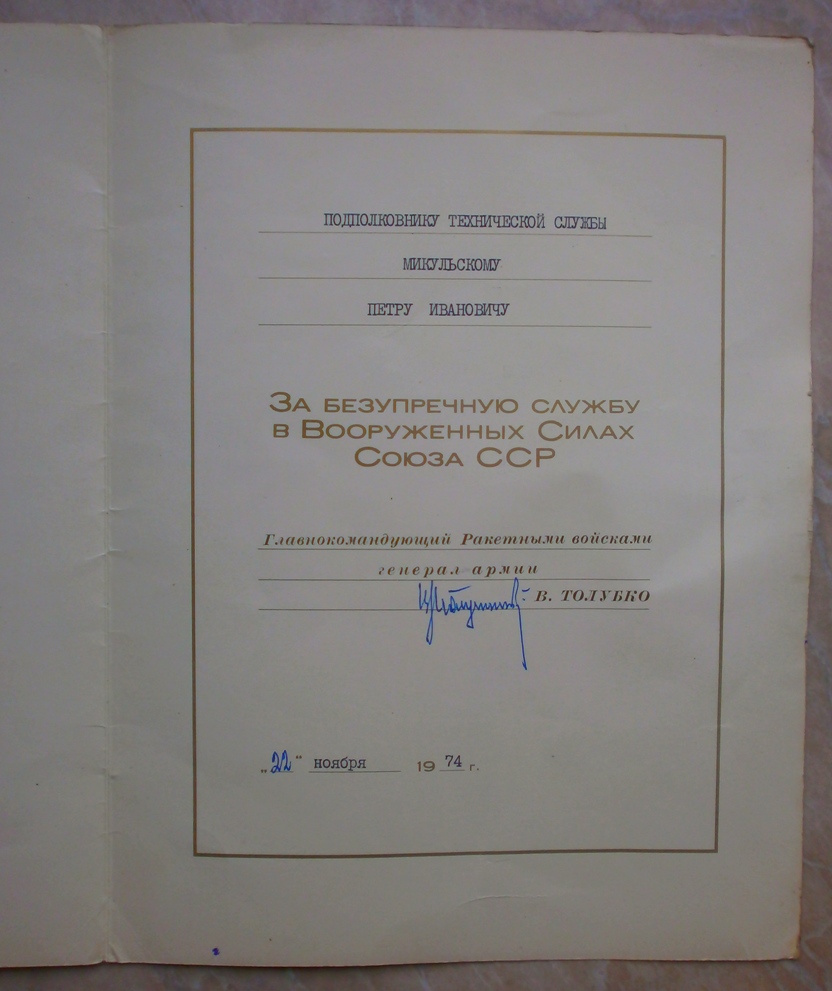 ПОДПОЛКОВНИКУ ТЕХНИЧЕСКОЙ СЛУЖБЫ
МИКУЛЬСКОМУ
ПЕТРУ ИВАНОВИЧУ
ЗА БЕЗУПРЕЧНУЮ СЛУЖБУ
В ВООРУЖЕННЫХ СИЛАХ
СОЮЗА ССР
Главнокомандующий Ракетными войсками
генерал армии
В. ТОЛУБКО
„22“ ноября 1974 г.